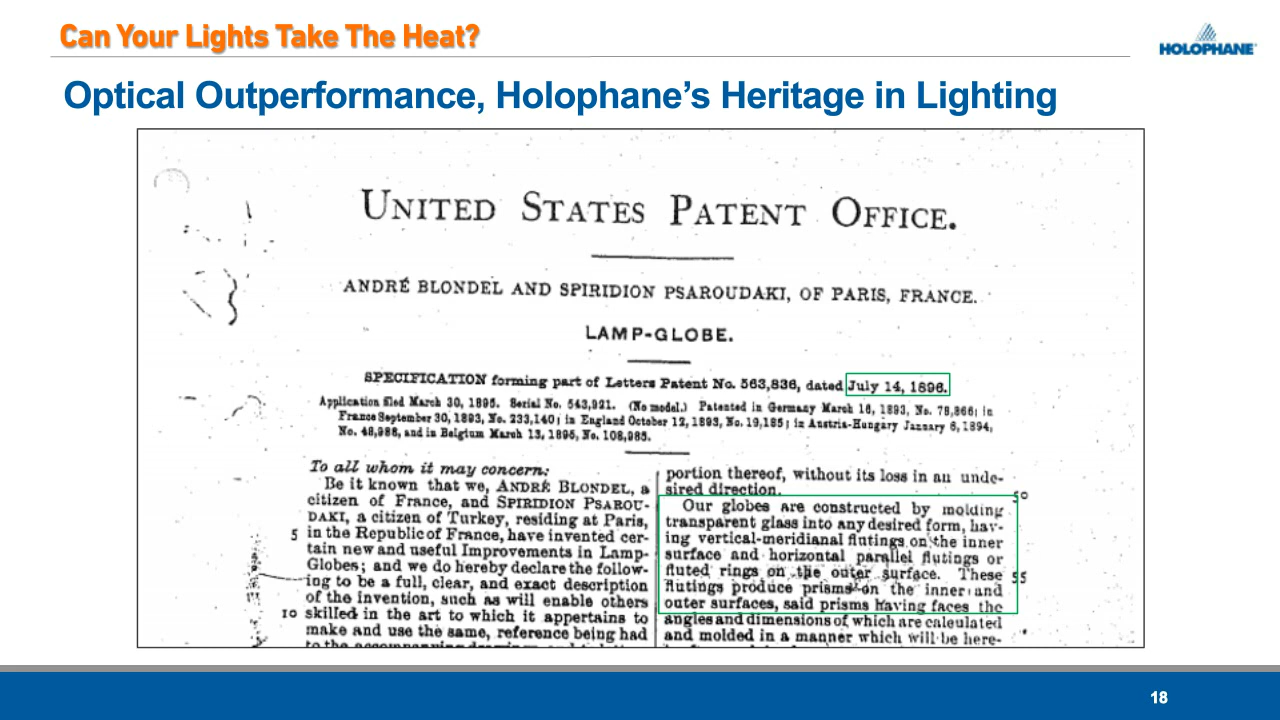 Can Your Lights Take The Heat?
HOLOPHANE
Optical Outperformance, Holophane's Heritage in Lighting
UNITED STATES PATENT OFFICE.
ANDRÉ BLONDEL AND SPIRIDION PSAROUDAKI, OF PARIS, FRANCE.
LAMP-GLOBE.
SPECIFICATION forming part of Letters Patent No. 563,836, dated July 14, 1896.
Application filed March 30, 1895. Serial No. 543,921. (No model.) Patented in Germany March 16, 1893, No. 78,866; in
France September 30, 1893, No. 233,140; in England October 12, 1893, No. 19,185; in Austria-Hungary January 6, 1894,
No. 48,988, and in Belgium March 13, 1895, No. 108,985.
To all whom it may concern:
Be it known that we, ANDRÉ BLONDEL, a
citizen of France, and SPIRIDION PSAROU-
DAKI, a citizen of Turkey, residing at Paris,
5 in the Republic of France, have invented cer-
tain new and useful Improvements in Lamp-
Globes; and we do hereby declare the follow-
ing to be a full, clear, and exact description
of the invention, such as will enable others
10 skilled in the art to which it appertains to
make and use the same, reference being had
portion thereof, without its loss in an unde-
sired direction. 50
Our globes are constructed by molding
transparent glass into any desired form, hav-
ing vertical-meridianal flutings on the inner
surface and horizontal parallel flutings or
fluted rings on the outer surface. These 55
flutings produce prisms on the inner and
outer surfaces, said prisms having faces the
angles and dimensions of which are calculated
and molded in a manner which will be here-
18